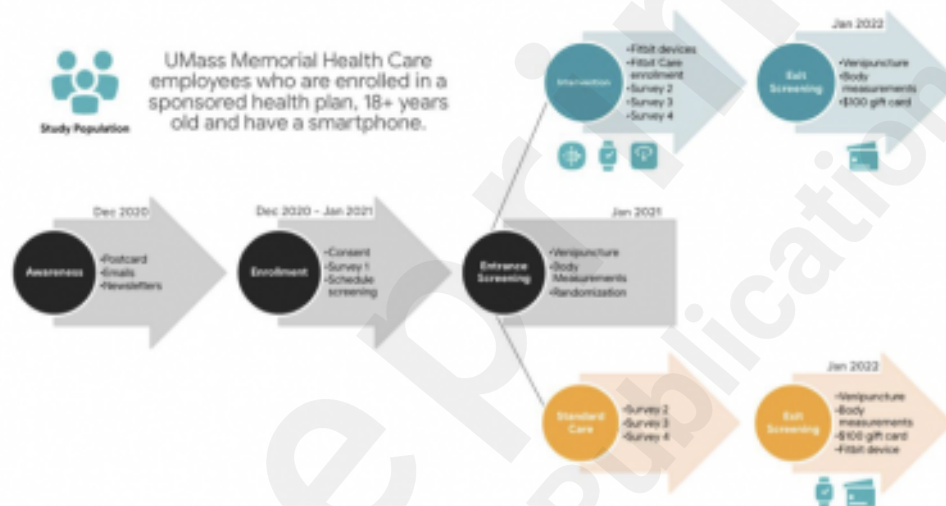 Jan 2022
UMass Memorial Health Care
employees who are enrolled in a
sponsored health plan, 18+ years
old and have a smartphone.
Study Population
Intervention
•Fitbit devices
•Fitbit Care
enrollment
•Survey 2
•Survey 3
•Survey 4
Exit
Screening
•Venipuncture
•Body
measurements
•$100 gift card
Dec 2020
Dec 2020 - Jan 2021
Jan 2021
Awareness
•Postcard
•Emails
•Newsletters
Enrollment
•Consent
•Survey 1
•Schedule
screening
Entrance
Screening
•Venipuncture
•Body
Measurements
•Randomization
Jan 2022
Standard
Care
•Survey 2
•Survey 3
•Survey 4
Exit
Screening
•Venipuncture
•Body
measurements
•$100 gift card
•Fitbit device